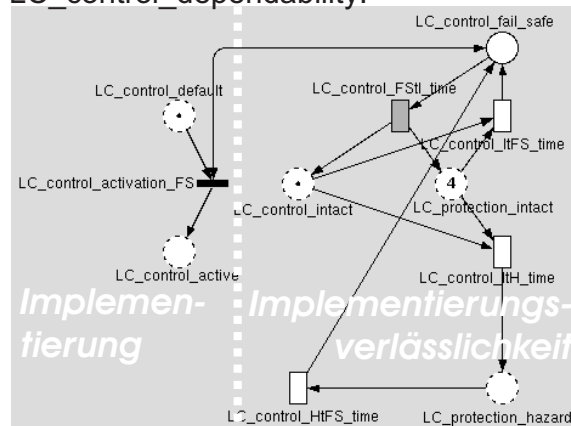 LC_control_dependability.
LC_control_fail_safe
LC_control_default
LC_control_FStI_time
LC_control_ItFS_time
LC_control_activation_FS
4
LC_control_intact
LC_protection_intact
LC_control_active
LC_control_ItH_time
Implemen-
tierung
Implementierungs-
verlässlichkeit
LC_control_HtFS_time
LC_protection_hazard